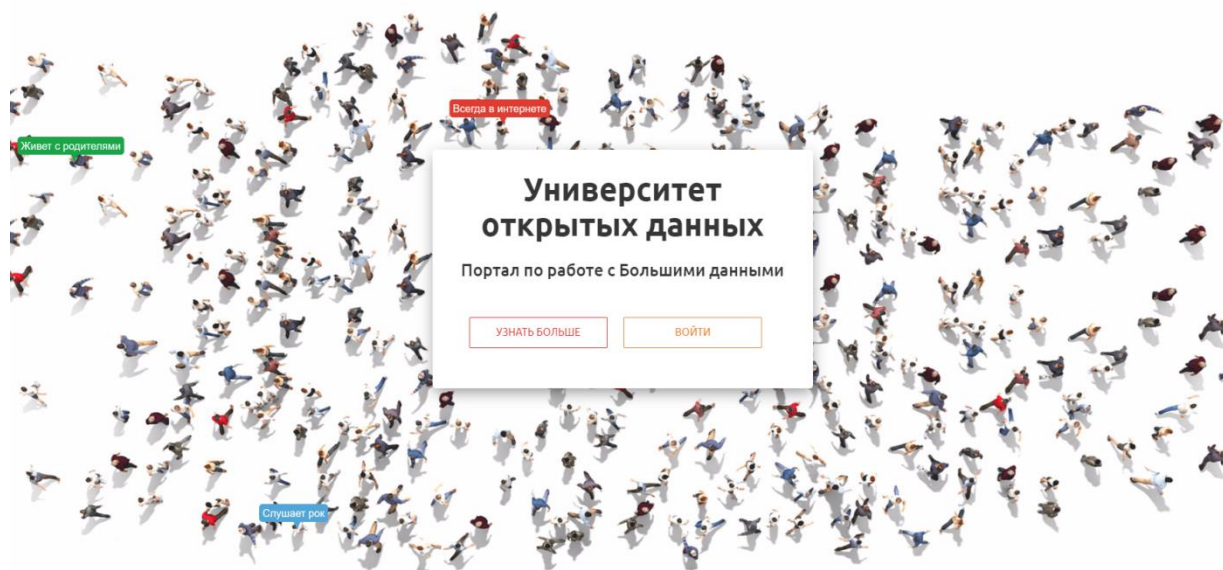 Всегда в интернете
Живет с родителями
Университет
открытых данных
Портал по работе с Большими данными
УЗНАТЬ БОЛЬШЕ
ВОЙТИ
Слушает рок